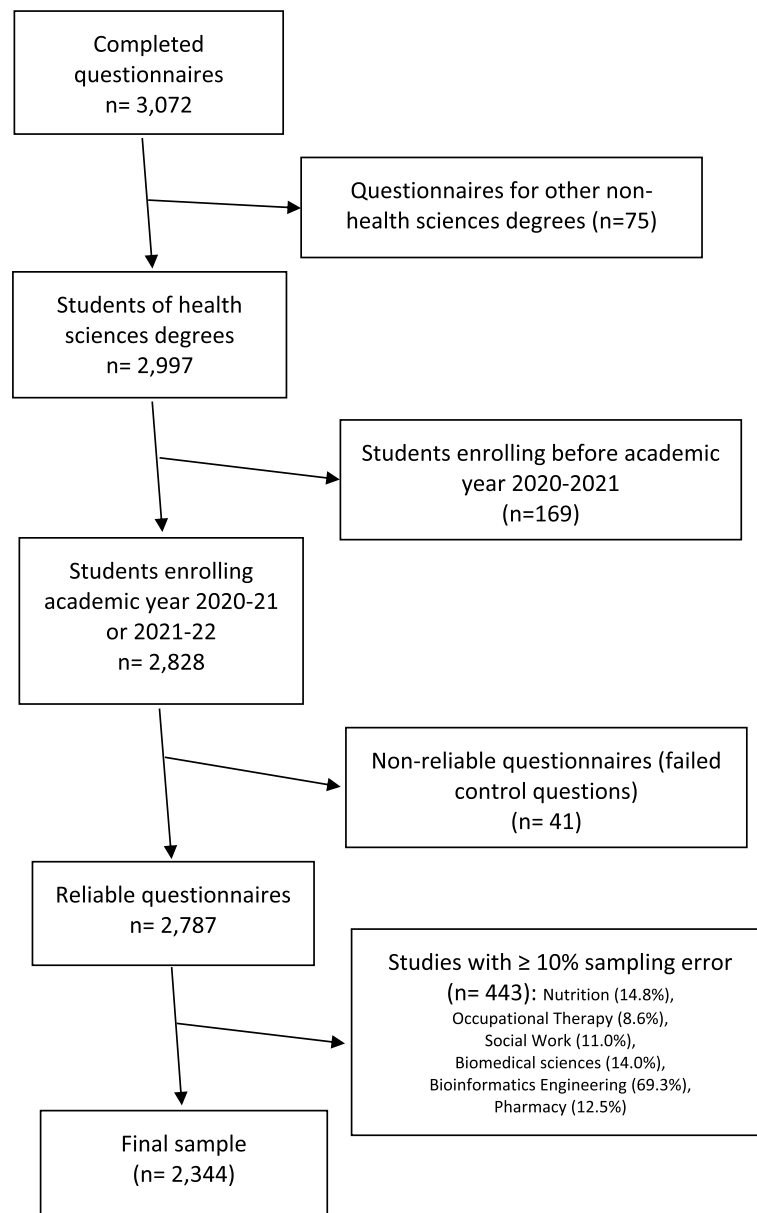 Completed
questionnaires
n= 3,072
Questionnaires for other non-
health sciences degrees (n=75)
Students of health
sciences degrees
n= 2,997
Students enrolling before academic
year 2020-2021
(n=169)
Students enrolling
academic year 2020-21
or 2021-22
n= 2,828
Non-reliable questionnaires (failed
control questions)
(n= 41)
Reliable questionnaires
n= 2,787
Studies with ≥ 10% sampling error
(n= 443): Nutrition (14.8%),
Occupational Therapy (8.6%),
Social Work (11.0%),
Biomedical sciences (14.0%),
Bioinformatics Engineering (69.3%),
Pharmacy (12.5%)
Final sample
(n= 2,344)